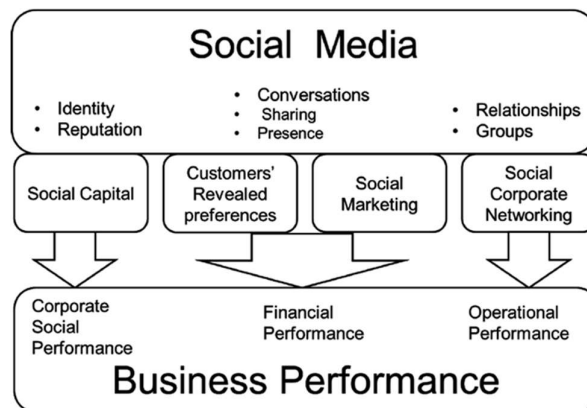 Social Media
• Identity
• Reputation
• Conversations
• Sharing
• Presence
• Relationships
• Groups
Social Capital
Customers'
Revealed
preferences
Social
Marketing
Social
Corporate
Networking
Corporate
Social
Performance
Financial
Performance
Operational
Performance
Business Performance